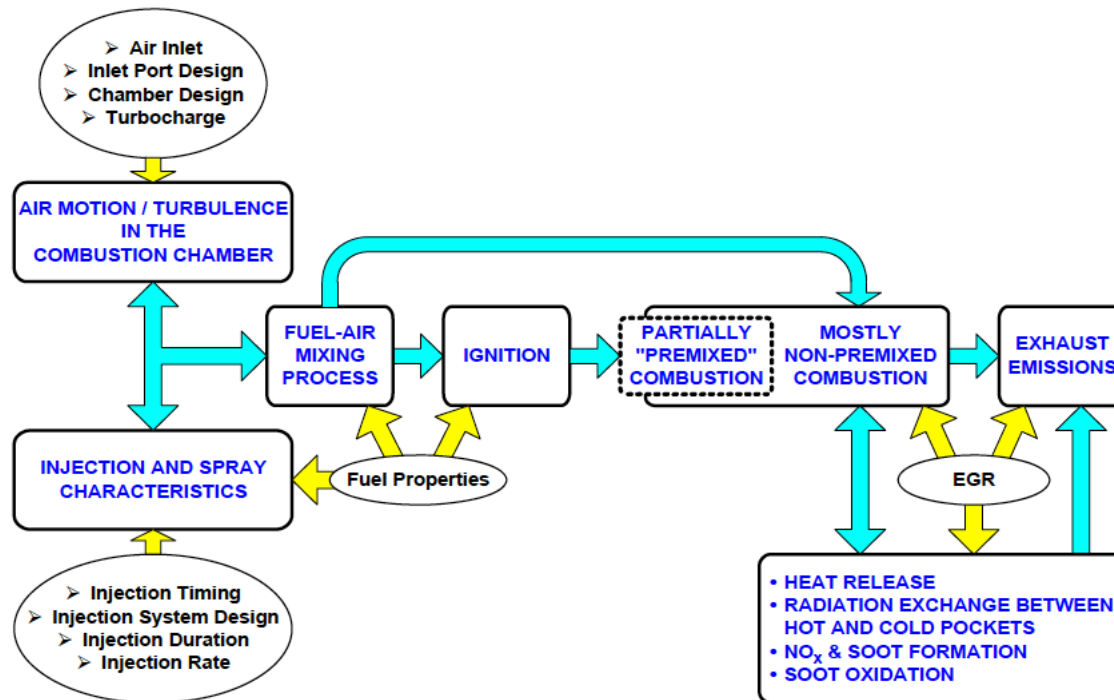 ➢ Air Inlet
➢ Inlet Port Design
➢ Chamber Design
➢ Turbocharge
AIR MOTION / TURBULENCE
IN THE
COMBUSTION CHAMBER
FUEL-AIR
MIXING
PROCESS
IGNITION
PARTIALLY
"PREMIXED"
COMBUSTION
MOSTLY
NON-PREMIXED
COMBUSTION
EXHAUST
EMISSIONS
INJECTION AND SPRAY
CHARACTERISTICS
Fuel Properties
EGR
➢ Injection Timing
➢ Injection System Design
➢ Injection Duration
➢ Injection Rate
• HEAT RELEASE
• RADIATION EXCHANGE BETWEEN
HOT AND COLD POCKETS
• NOx & SOOT FORMATION
• SOOT OXIDATION